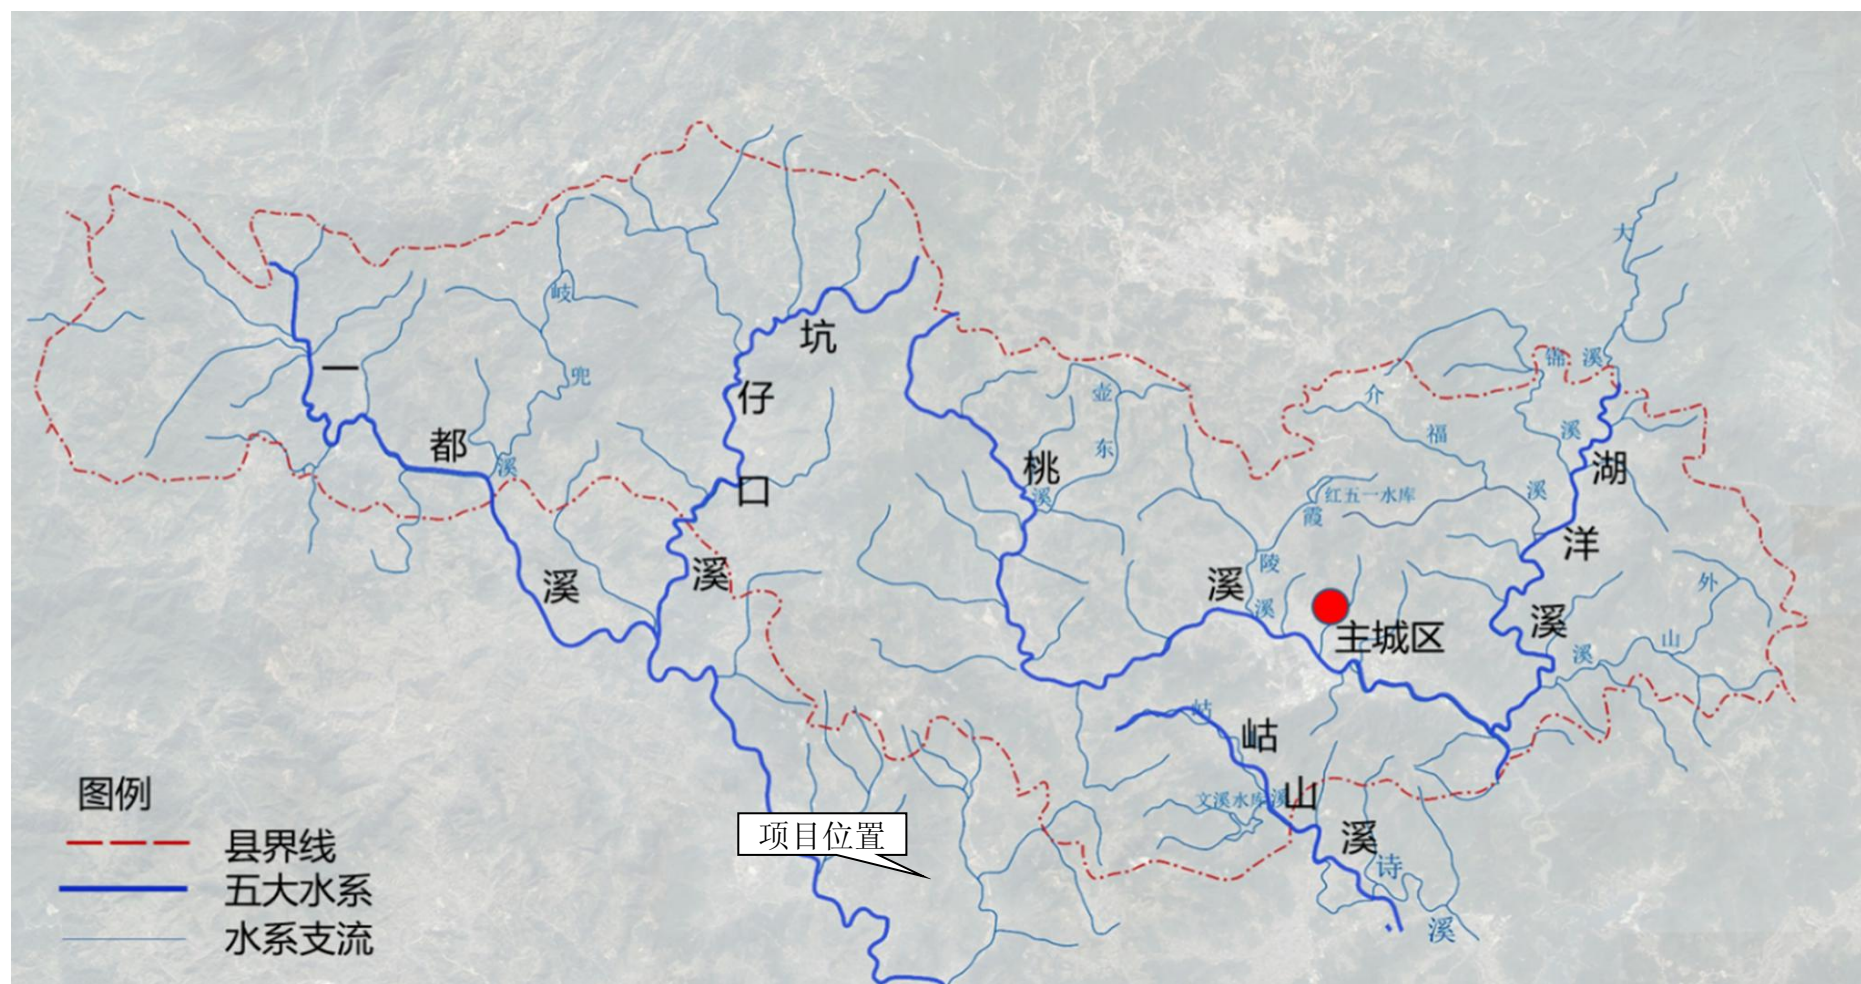 大
岐
坑
一
兜
仔
都
溪
口
溪
溪
壶
东
桃
溪
锦溪
介
福
溪
溪
湖
洋
溪
红五一水库
霞
陵
溪
溪
主城区
外
山
溪
岵
岵
山
溪
文溪水库
溪
诗
溪
项目位置
图例
县界线
五大水系
水系支流